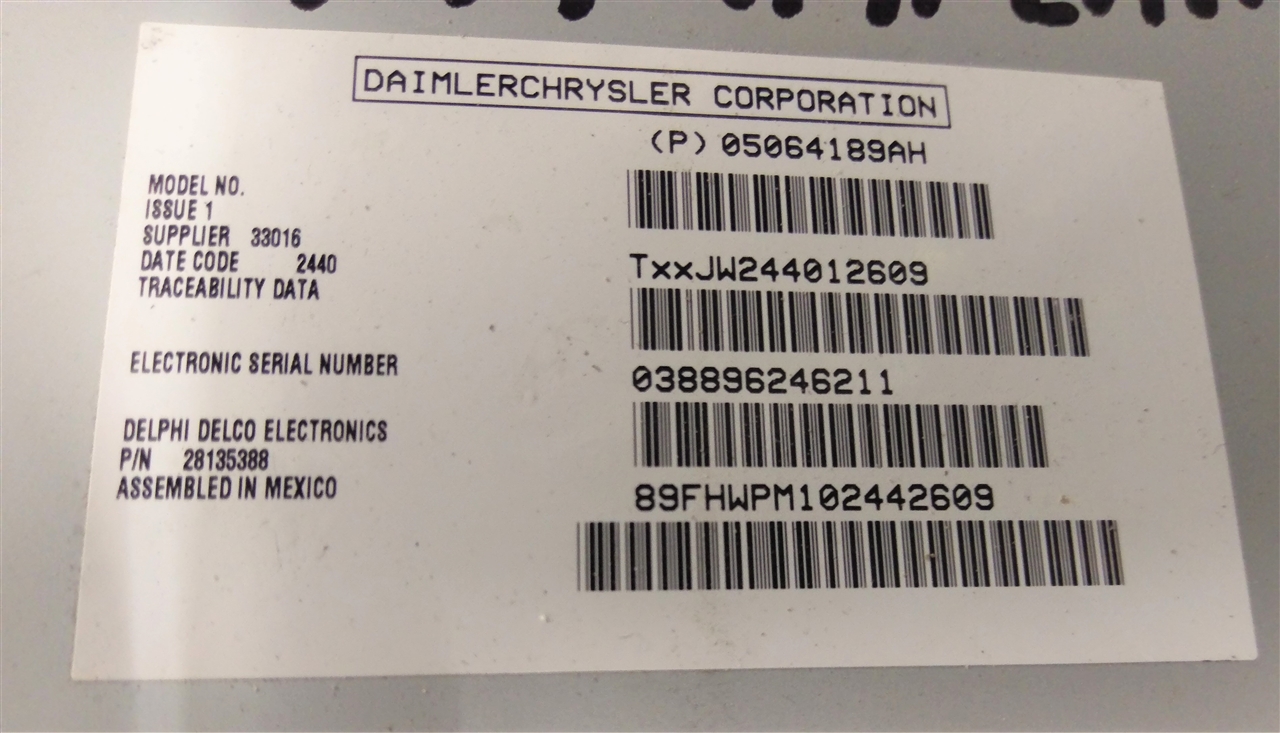 DAIMLERCHRYSLER CORPORATION
(P) 05064189AH
MODEL NO.
ISSUE 1
SUPPLIER 33016
DATE CODE 2440
TRACEABILITY DATA
TxxJW244012609
ELECTRONIC SERIAL NUMBER
038896246211
DELPHI DELCO ELECTRONICS
P/N 28135388
ASSEMBLED IN MEXICO
89FHWPM102442609